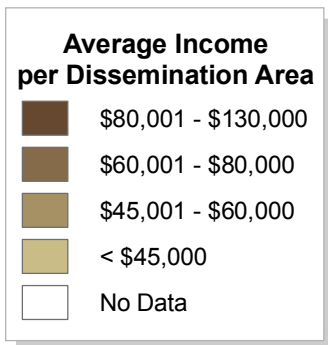 Average Income
per Dissemination Area
$80,001 - $130,000
$60,001 - $80,000
$45,001 - $60,000
< $45,000
No Data